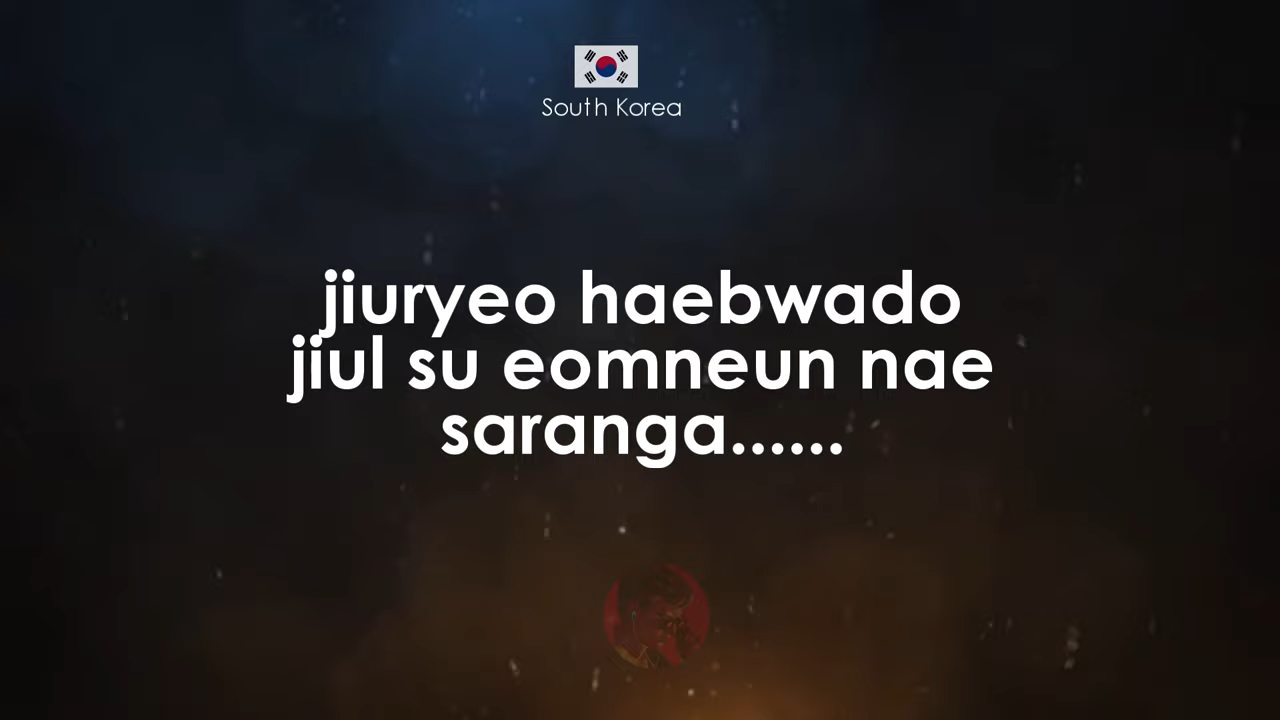 South Korea
jiuryeo haebwado
jiul su eomneun nae
saranga......